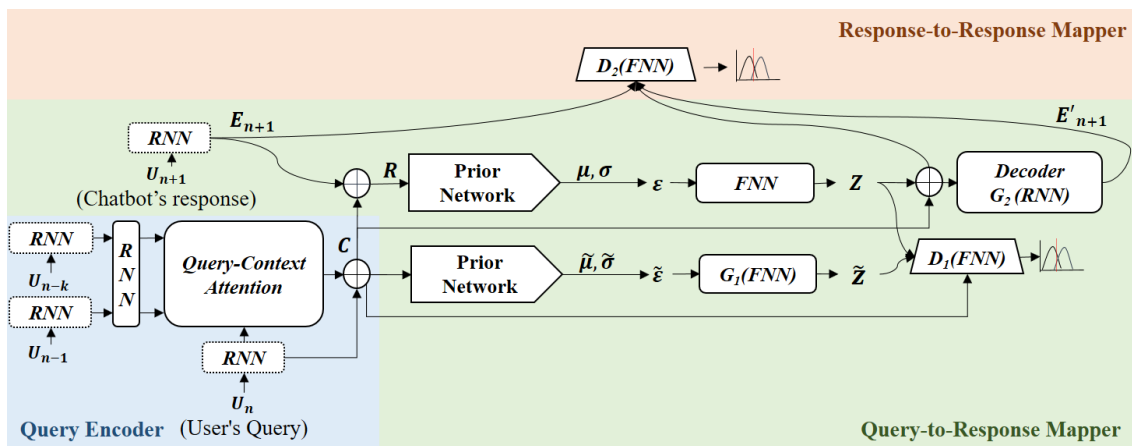 Response-to-Response Mapper
D₂(FNN)
E'ₙ₊₁
Eₙ₊₁
RNN
Uₙ₊₁
(Chatbot's response)
R
Prior
Network
μ, σ
ε
FNN
Z
Decoder
G₂(RNN)
RNN
Uₙ₋ₖ
RNN
Uₙ₋₁
R
N
N
Query-Context
Attention
C
Prior
Network
μ̃, σ̃
ε̃
G₁(FNN)
Z̃
D₁(FNN)
RNN
Uₙ
(User's Query)
Query Encoder
Query-to-Response Mapper